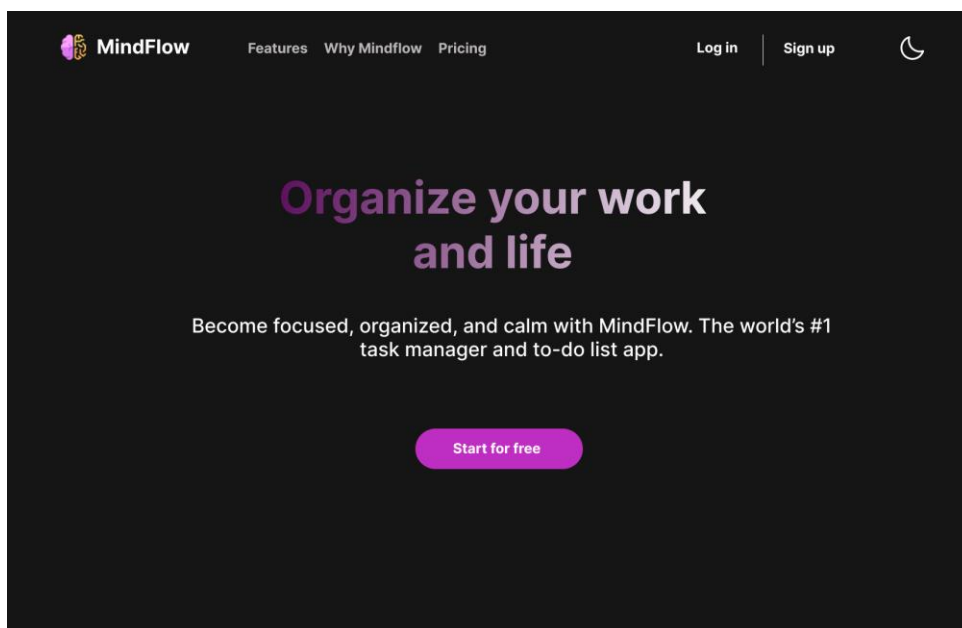 MindFlow Features Why Mindflow Pricing Log in Sign up
Organize your work
and life
Become focused, organized, and calm with MindFlow. The world’s #1
task manager and to-do list app.
Start for free